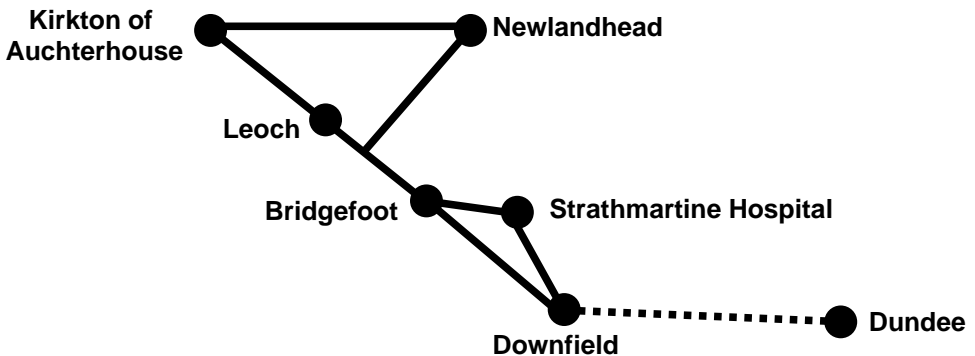 Kirkton of
Auchterhouse
Newlandhead
Leoch
Bridgefoot
Strathmartine Hospital
Dundee
Downfield